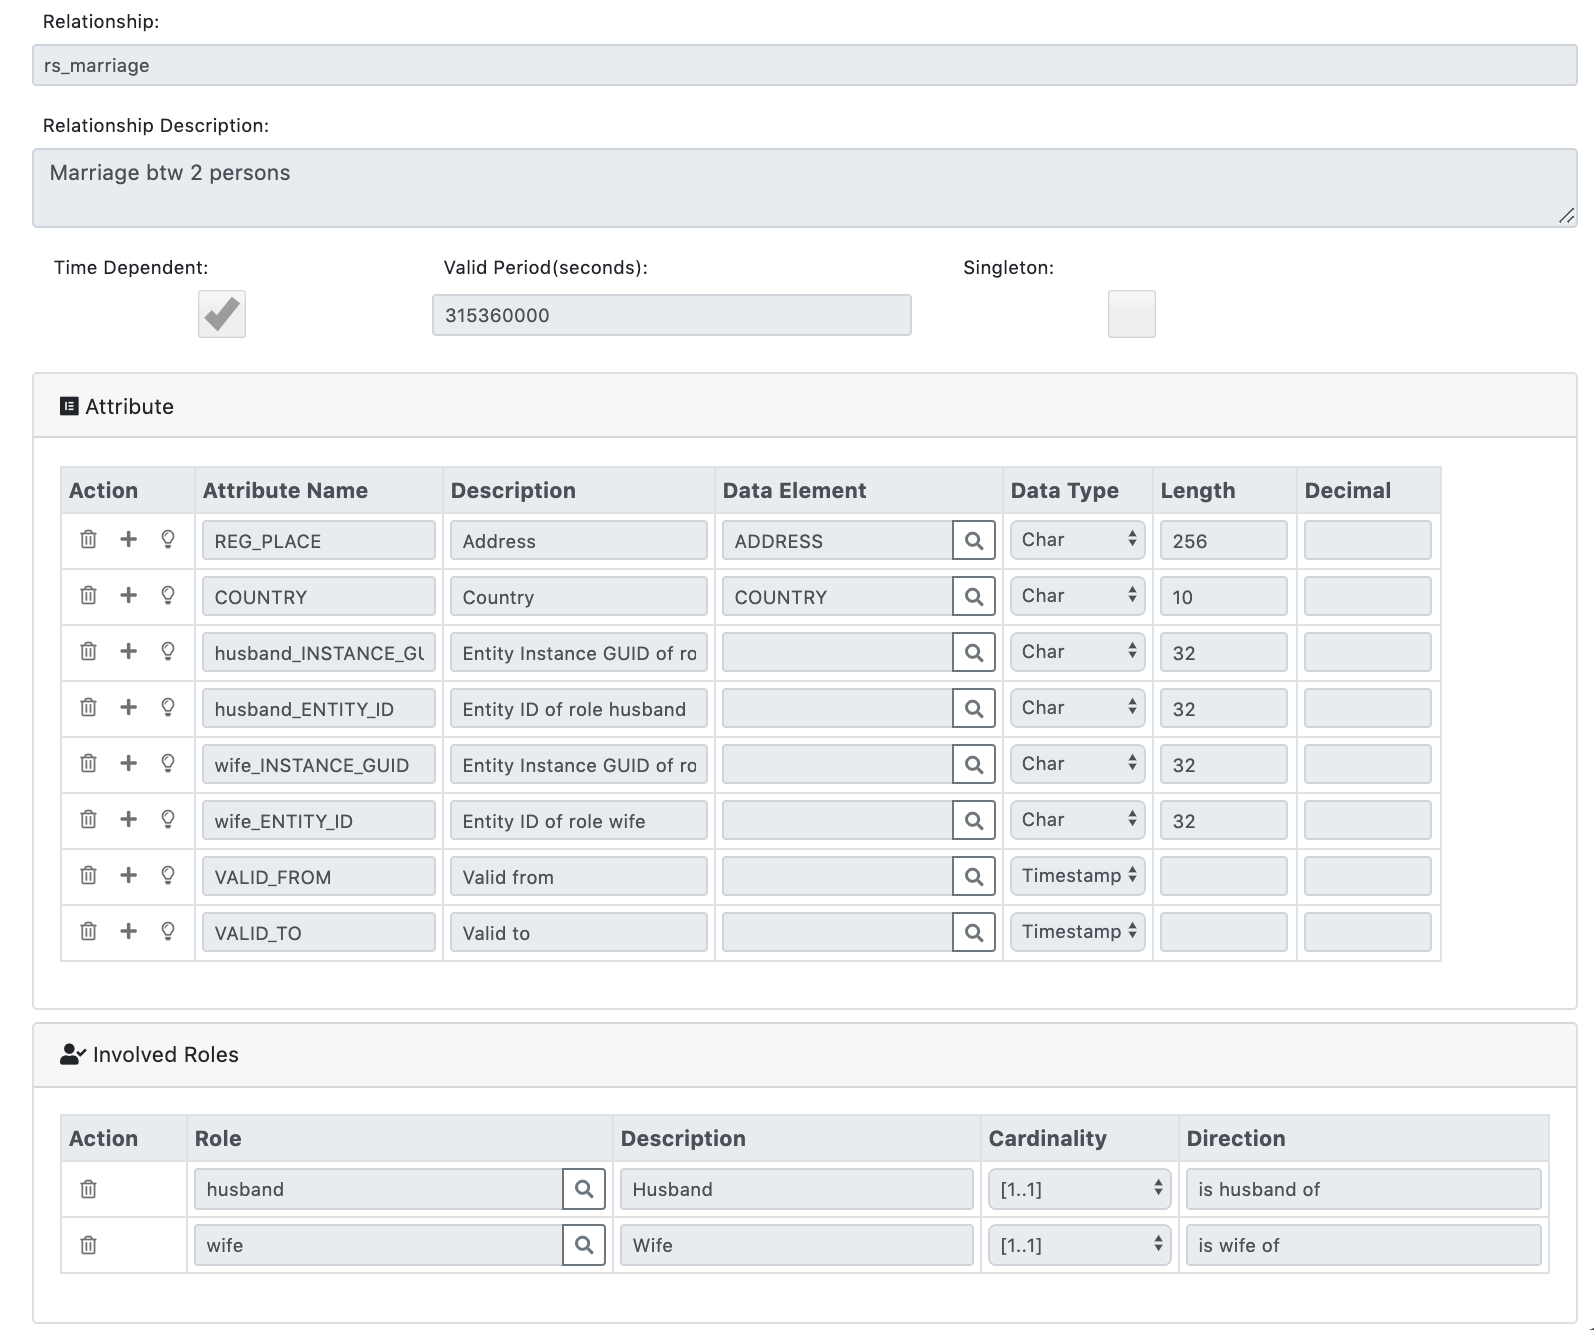 Relationship:
rs_marriage
Relationship Description:
Marriage btw 2 persons
Time Dependent: Valid Period(seconds): Singleton:
315360000
Attribute
Action Attribute Name Description Data Element Data Type Length Decimal
REG_PLACE Address ADDRESS Char 256
COUNTRY Country COUNTRY Char 10
husband_INSTANCE_GU Entity Instance GUID of ro Char 32
husband_ENTITY_ID Entity ID of role husband Char 32
wife_INSTANCE_GUID Entity Instance GUID of ro Char 32
wife_ENTITY_ID Entity ID of role wife Char 32
VALID_FROM Valid from Timestamp
VALID_TO Valid to Timestamp
Involved Roles
Action Role Description Cardinality Direction
husband Husband [1..1] is husband of
wife Wife [1..1] is wife of